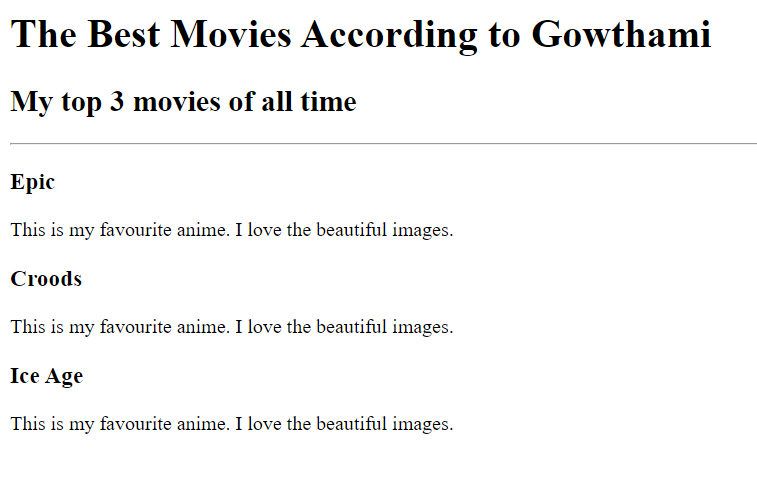 The Best Movies According to Gowthami
My top 3 movies of all time
Epic
This is my favourite anime. I love the beautiful images.
Croods
This is my favourite anime. I love the beautiful images.
Ice Age
This is my favourite anime. I love the beautiful images.